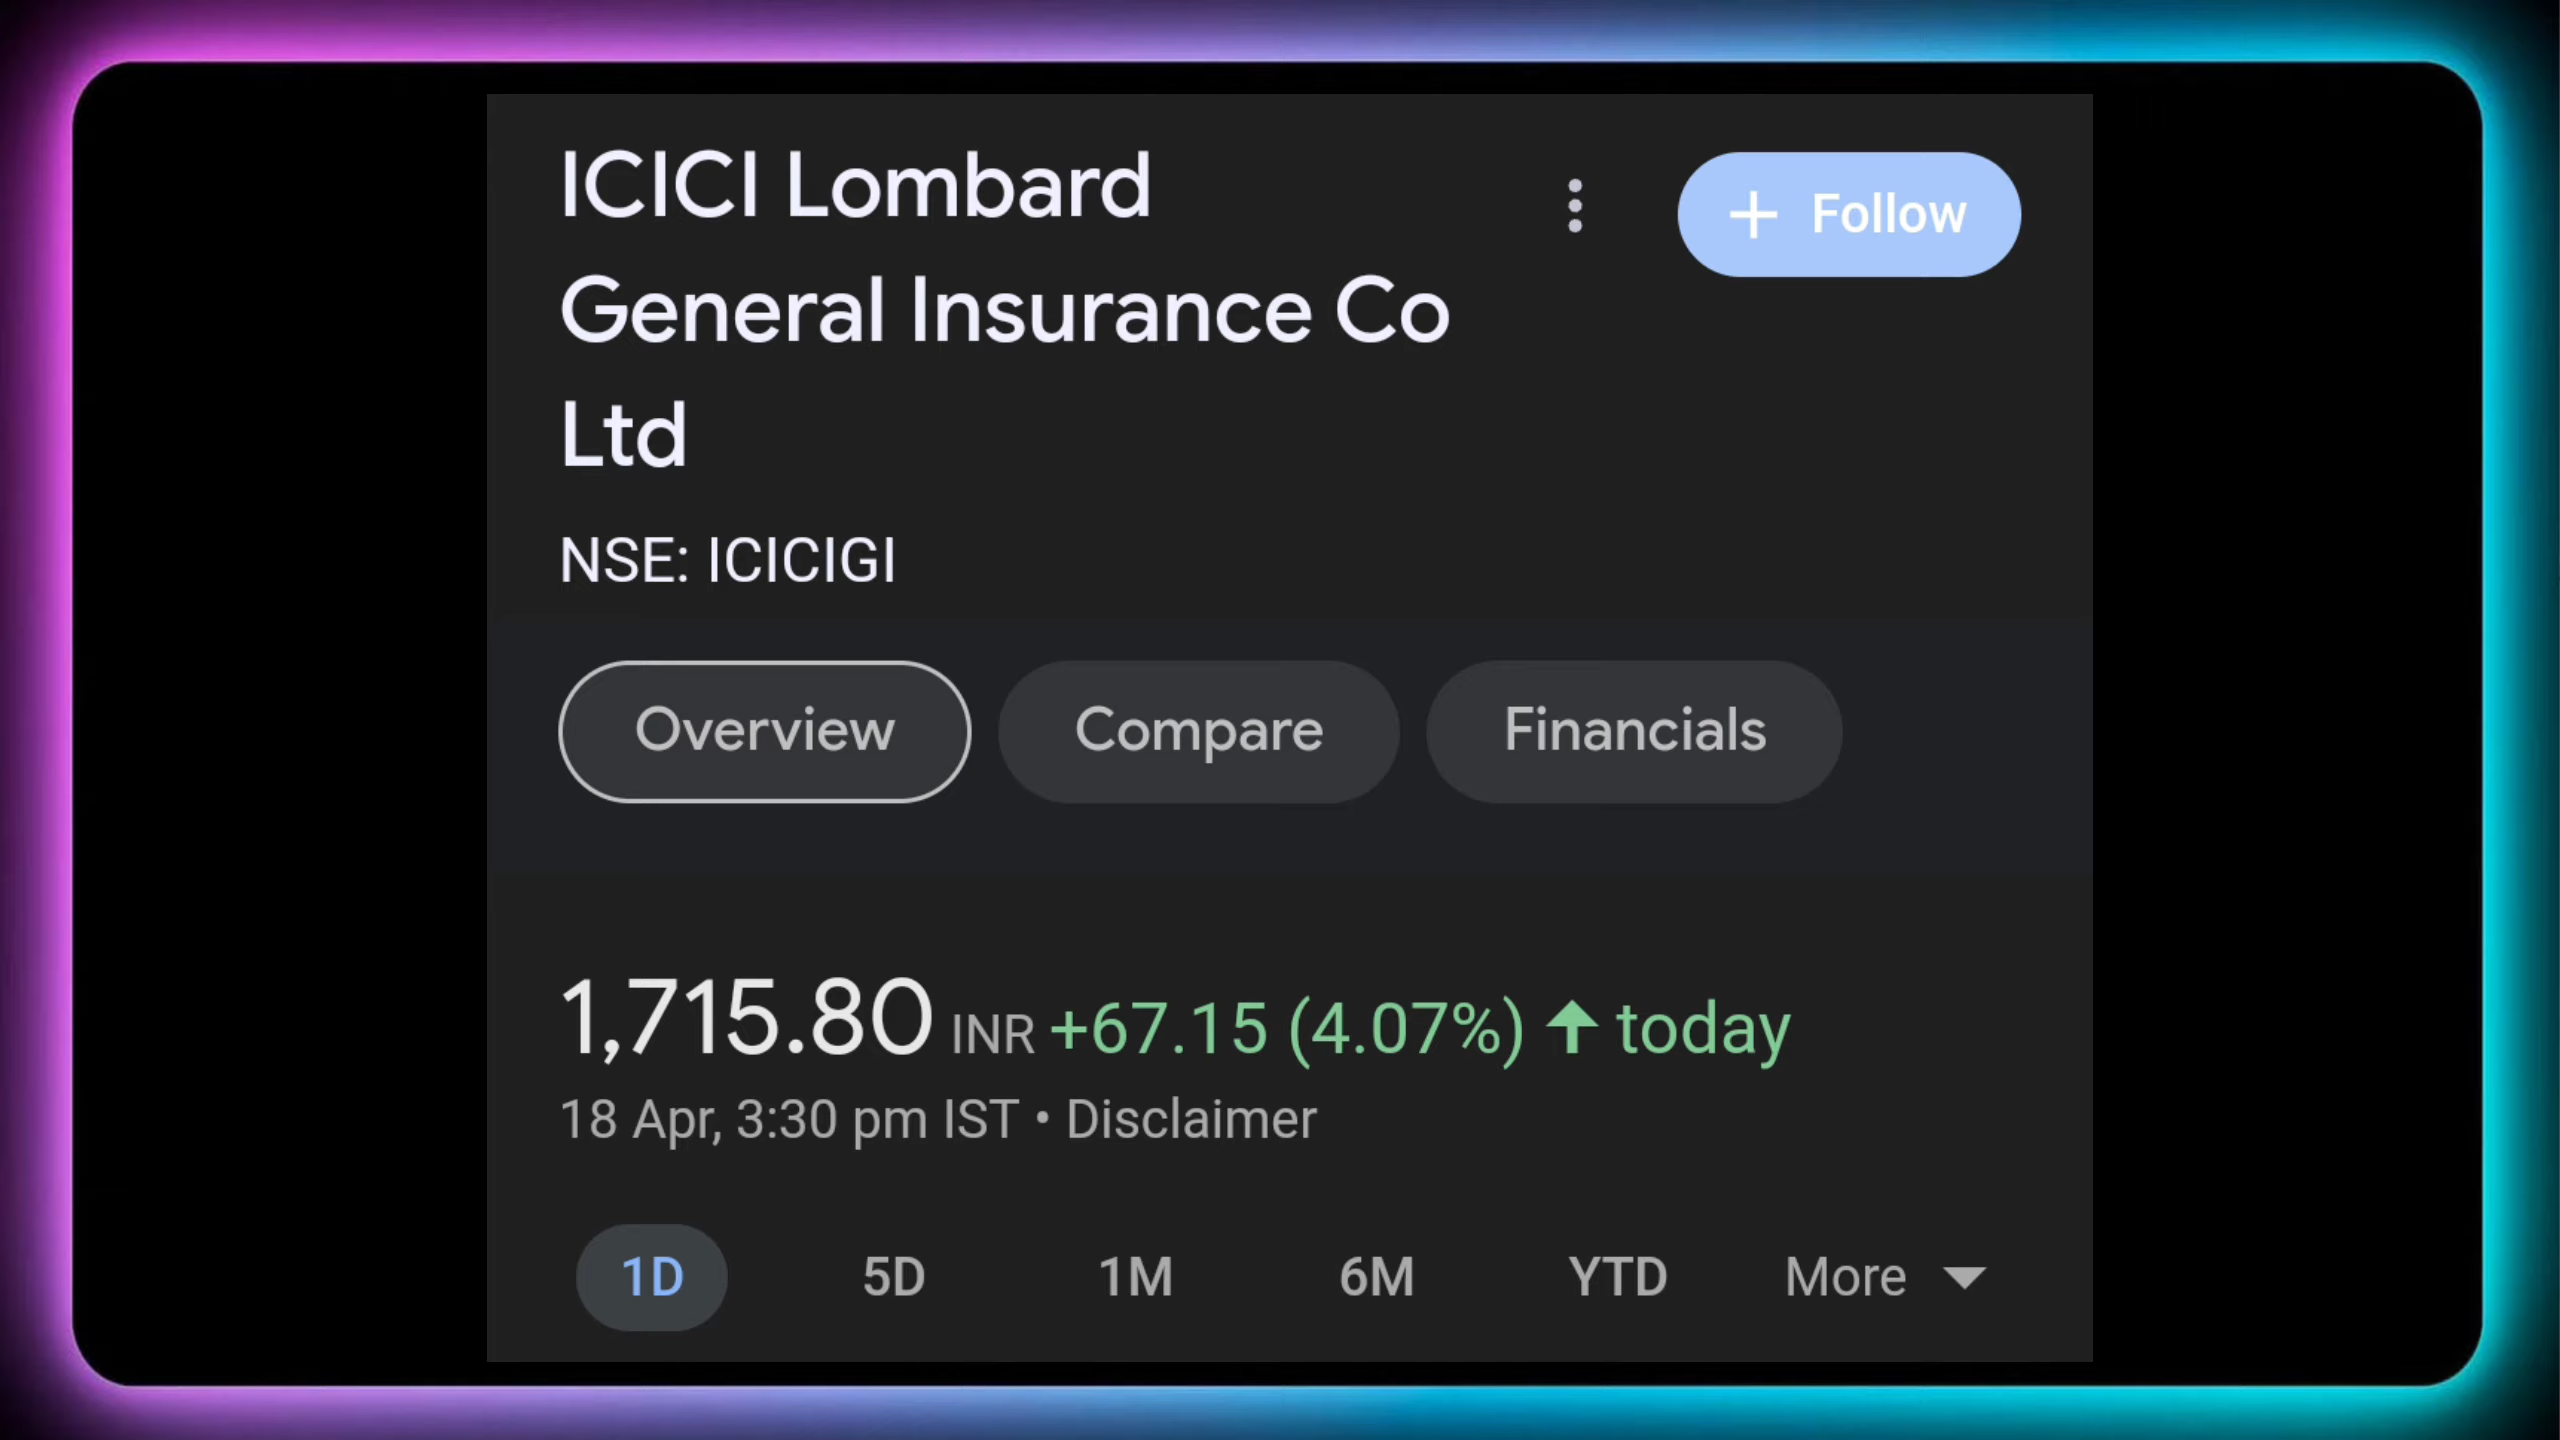 ICICI Lombard
General Insurance Co
Ltd
+ Follow
NSE: ICICIGI
Overview Compare Financials
1,715.80 INR +67.15 (4.07%) ↑ today
18 Apr, 3:30 pm IST • Disclaimer
1D 5D 1M 6M YTD More